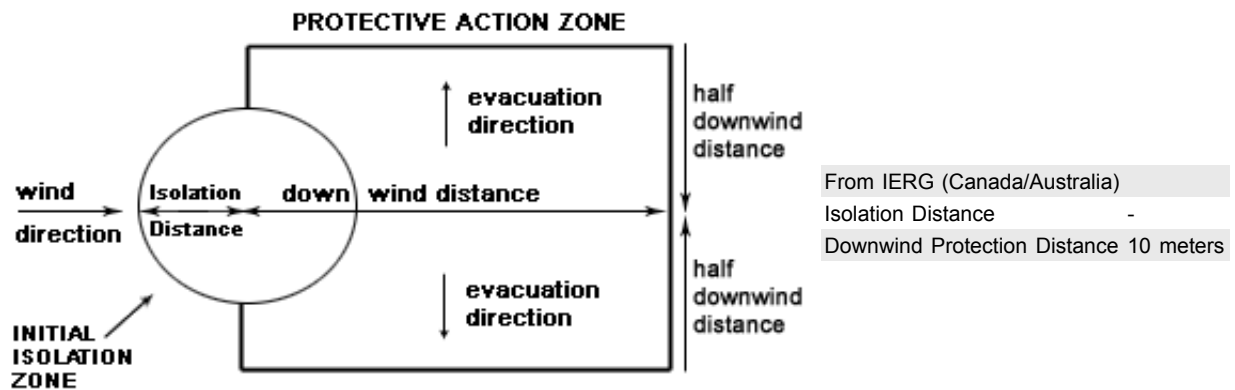 PROTECTIVE ACTION ZONE
evacuation
direction
half
downwind
distance
wind
direction
Isolation
Distance
down wind distance
evacuation
direction
half
downwind
distance
INITIAL
ISOLATION
ZONE
From IERG (Canada/Australia)
Isolation Distance -
Downwind Protection Distance 10 meters